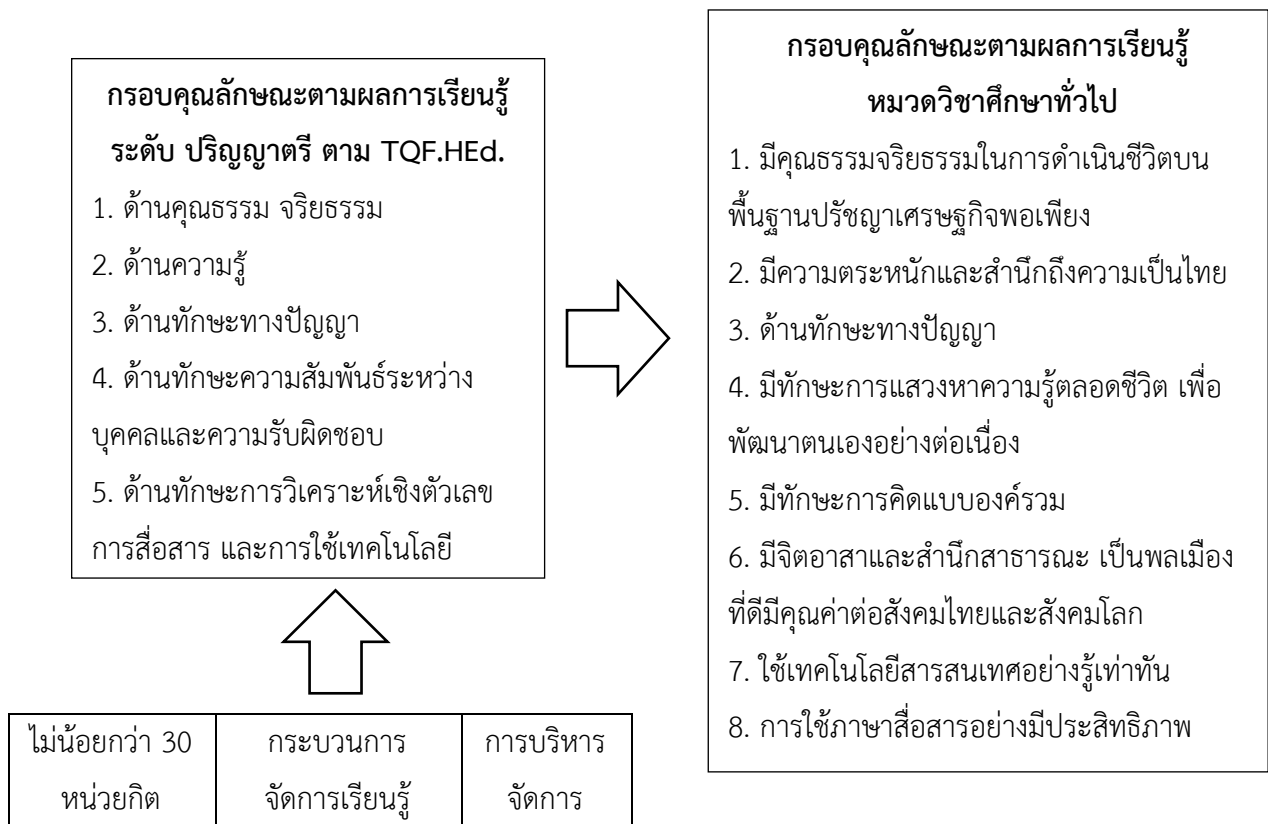 กรอบคุณลักษณะตามผลการเรียนรู้
ระดับ ปริญญาตรี ตาม TQF.HEd.
1. ด้านคุณธรรม จริยธรรม
2. ด้านความรู้
3. ด้านทักษะทางปัญญา
4. ด้านทักษะความสัมพันธ์ระหว่าง
บุคคลและความรับผิดชอบ
5. ด้านทักษะการวิเคราะห์เชิงตัวเลข
การสื่อสาร และการใช้เทคโนโลยี
ไม่น้อยกว่า 30
หน่วยกิต
กระบวนการ
จัดการเรียนรู้
การบริหาร
จัดการ
กรอบคุณลักษณะตามผลการเรียนรู้
หมวดวิชาศึกษาทั่วไป
1. มีคุณธรรมจริยธรรมในการดำเนินชีวิตบน
พื้นฐานปรัชญาเศรษฐกิจพอเพียง
2. มีความตระหนักและสำนึกถึงความเป็นไทย
3. ด้านทักษะทางปัญญา
4. มีทักษะการแสวงหาความรู้ตลอดชีวิต เพื่อ
พัฒนาตนเองอย่างต่อเนื่อง
5. มีทักษะการคิดแบบองค์รวม
6. มีจิตอาสาและสำนึกสาธารณะ เป็นพลเมือง
ที่ดีมีคุณค่าต่อสังคมไทยและสังคมโลก
7. ใช้เทคโนโลยีสารสนเทศอย่างรู้เท่าทัน
8. การใช้ภาษาสื่อสารอย่างมีประสิทธิภาพ